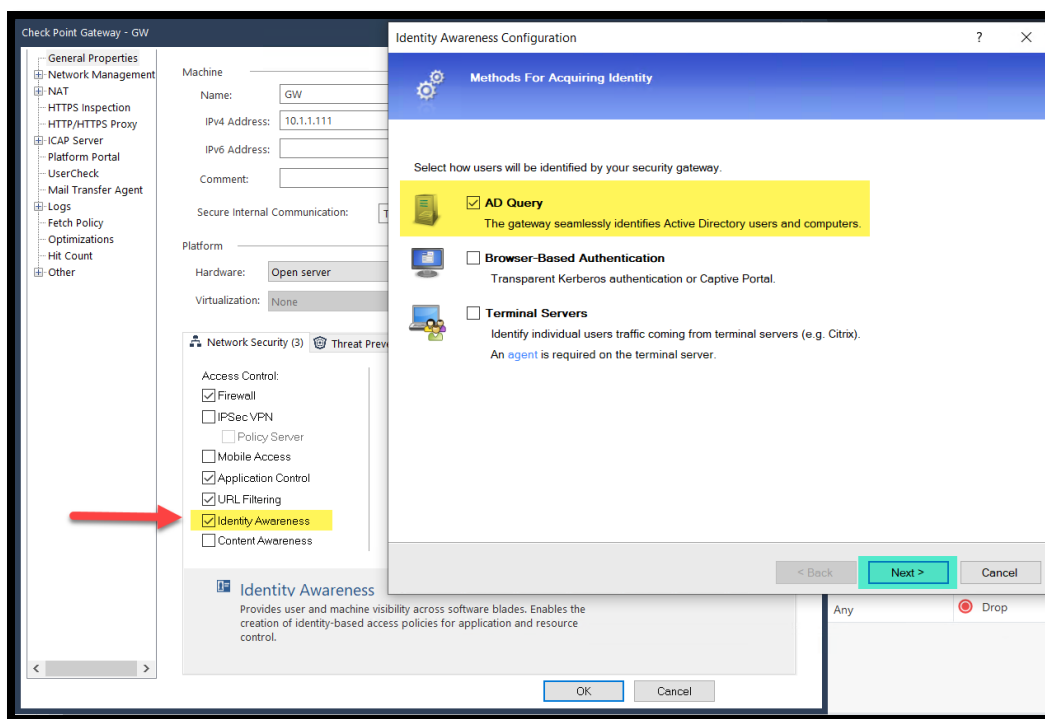 Check Point Gateway - GW
General Properties
Network Management
NAT
HTTPS Inspection
HTTP/HTTPS Proxy
ICAP Server
Platform Portal
UserCheck
Mail Transfer Agent
Logs
Fetch Policy
Optimizations
Hit Count
Other
Machine
Name: GW
IPv4 Address: 10.1.1.111
IPv6 Address:
Comment:
Secure Internal Communication:
Platform
Hardware: Open server
Virtualization: None
Network Security (3) Threat Prev
Access Control:
Firewall
IPSec VPN
Policy Server
Mobile Access
Application Control
URL Filtering
Identity Awareness
Content Awareness
Identity Awareness
Provides user and machine visibility across software blades. Enables the
creation of identity-based access policies for application and resource
control.
OK Cancel
Identity Awareness Configuration ?
Methods For Acquiring Identity
Select how users will be identified by your security gateway.
AD Query
The gateway seamlessly identifies Active Directory users and computers.
Browser-Based Authentication
Transparent Kerberos authentication or Captive Portal.
Terminal Servers
Identify individual users traffic coming from terminal servers (e.g. Citrix).
An agent is required on the terminal server.
< Back Next > Cancel
Any Drop